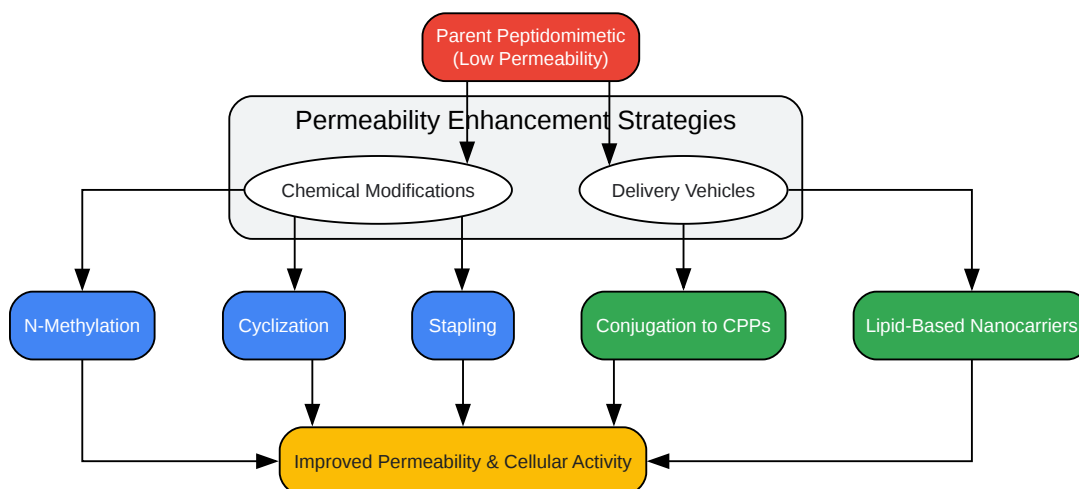 Parent Peptidomimetic
(Low Permeability)
Permeability Enhancement Strategies
Chemical Modifications
Delivery Vehicles
N-Methylation
Cyclization
Stapling
Conjugation to CPPs
Lipid-Based Nanocarriers
Improved Permeability & Cellular Activity